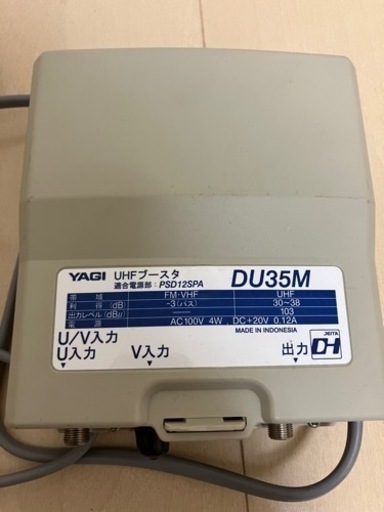 YAGI UHFブースタ DU35M
適合電源部：PSD12SPA
帯域 FM-VHF UHF
利得 (dB) -3(パス) 30~38
出力レベル (dBμ) ―― 103
電源 AC100V 4W , DC+20V 0.12A
MADE IN INDONESIA
U/V入力
U入力 V入力 出力
JEITA
DH